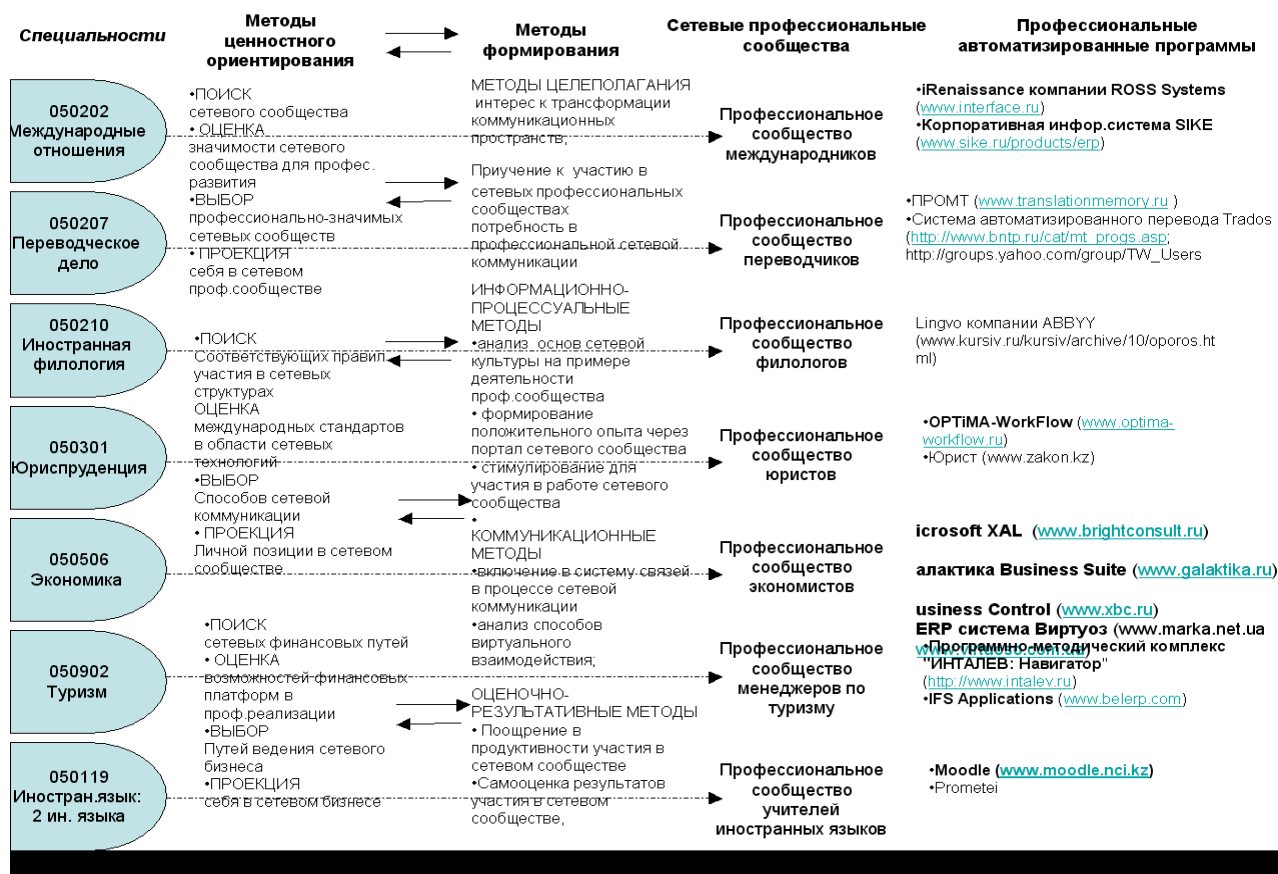 Специальности
Методы
ценностного
ориентирования
Методы
формирования
Сетевые профессиональные
сообщества
Профессиональные
автоматизированные программы
050202
Международные
отношения
050207
Переводческое
дело
050210
Иностранная
филология
050301
Юриспруденция
050506
Экономика
050902
Туризм
050119
Иностран.язык:
2 ин. языка
•ПОИСК
сетевого сообщества
• ОЦЕНКА
значимости сетевого
сообщества для профес.
развития
•ВЫБОР
профессионально-значимых
сетевых сообществ
• ПРОЕКЦИЯ
себя в сетевом
проф.сообществе
•ПОИСК
Соответствующих правил
участия в сетевых
структурах
ОЦЕНКА
международных стандартов
в области сетевых
технологий
•ВЫБОР
Способов сетевой
коммуникации
• ПРОЕКЦИЯ
Личной позиции в сетевом
сообществе
•ПОИСК
сетевых финансовых путей
• ОЦЕНКА
возможностей финансовых
платформ в
проф.реализации
•ВЫБОР
Путей ведения сетевого
бизнеса
•ПРОЕКЦИЯ
себя в сетевом бизнесе
МЕТОДЫ ЦЕЛЕПОЛАГАНИЯ
интерес к трансформации
коммуникационных
пространств;
Приучение к участию в
сетевых профессиональных
сообществах
потребность в
профессиональной сетевой
коммуникации
ИНФОРМАЦИОННО-
ПРОЦЕССУАЛЬНЫЕ
МЕТОДЫ
•анализ основ сетевой
культуры на примере
деятельности
проф.сообщества
• формирование
положительного опыта через
портал сетевого сообщества
• стимулирование для
участия в работе сетевого
сообщества
•
КОММУНИКАЦИОННЫЕ
МЕТОДЫ
•включение в систему связей
в процессе сетевой
коммуникации
•анализ способов
виртуального
взаимодействия;
ОЦЕНОЧНО-
РЕЗУЛЬТАТИВНЫЕ МЕТОДЫ
• Поощрение в
продуктивности участия в
сетевом сообществе
•Самооценка результатов
участия в сетевом
сообществе,
Профессиональное
сообщество
международников
Профессиональное
сообщество
переводчиков
Профессиональное
сообщество
филологов
Профессиональное
сообщество
юристов
Профессиональное
сообщество
экономистов
Профессиональное
сообщество
менеджеров по
туризму
Профессиональное
сообщество
учителей
иностранных языков
•iRenaissance компании ROSS Systems
(www.interface.ru)
•Корпоративная инфор.система SIKE
(www.sike.ru/products/erp)
•ПРОМТ (www.translationmemory.ru )
•Система автоматизированного перевода Trados
(http://www.bntp.ru/cat/mt_progs.asp;
http://groups.yahoo.com/group/TW_Users
Lingvo компании ABBYY
(www.kursiv.ru/kursiv/archive/10/oporos.ht
ml)
•OPTiMA-WorkFlow (www.optima-
workflow.ru)
•Юрист (www.zakon.kz)
icrosoft XAL (www.brightconsult.ru)
алактика Business Suite (www.galaktika.ru)
usiness Control (www.xbc.ru)
ERP система Виртуоз (www.marka.net.ua
www.virtuoso.com.ua)
•Программно-методический комплекс
"ИНТАЛЕВ: Навигатор"
(http://www.intalev.ru)
•IFS Applications (www.belerp.com)
•Moodle (www.moodle.nci.kz)
•Prometei